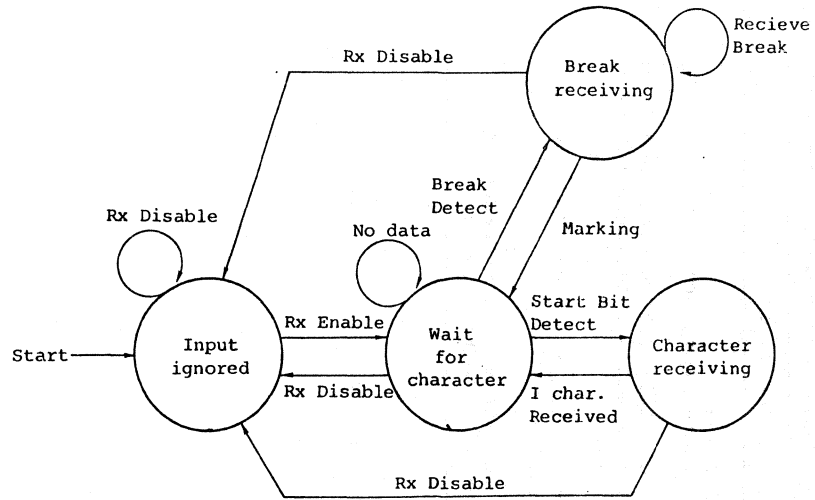 Recieve
Break
Rx Disable
Break
receiving
Break
Detect
Marking
Rx Disable
No data
Start
Input
ignored
Rx Enable
Rx Disable
Wait
for
character
Start Bit
Detect
I char.
Received
Character
receiving
Rx Disable